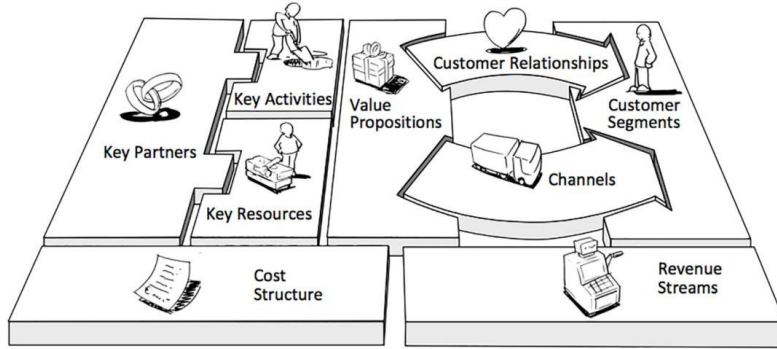 Key Partners
Key Activities
Key Resources
Value
Propositions
Customer Relationships
Channels
Customer
Segments
Cost
Structure
Revenue
Streams